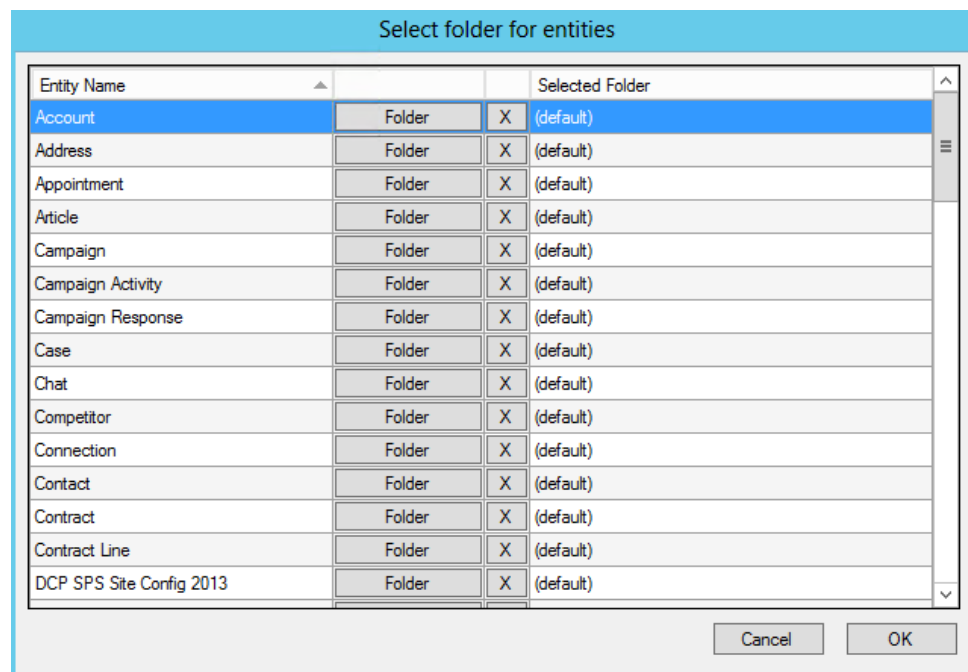 Select folder for entities
Entity Name Selected Folder
Account Folder X (default)
Address Folder X (default)
Appointment Folder X (default)
Article Folder X (default)
Campaign Folder X (default)
Campaign Activity Folder X (default)
Campaign Response Folder X (default)
Case Folder X (default)
Chat Folder X (default)
Competitor Folder X (default)
Connection Folder X (default)
Contact Folder X (default)
Contract Folder X (default)
Contract Line Folder X (default)
DCP SPS Site Config 2013 Folder X (default)
Cancel OK